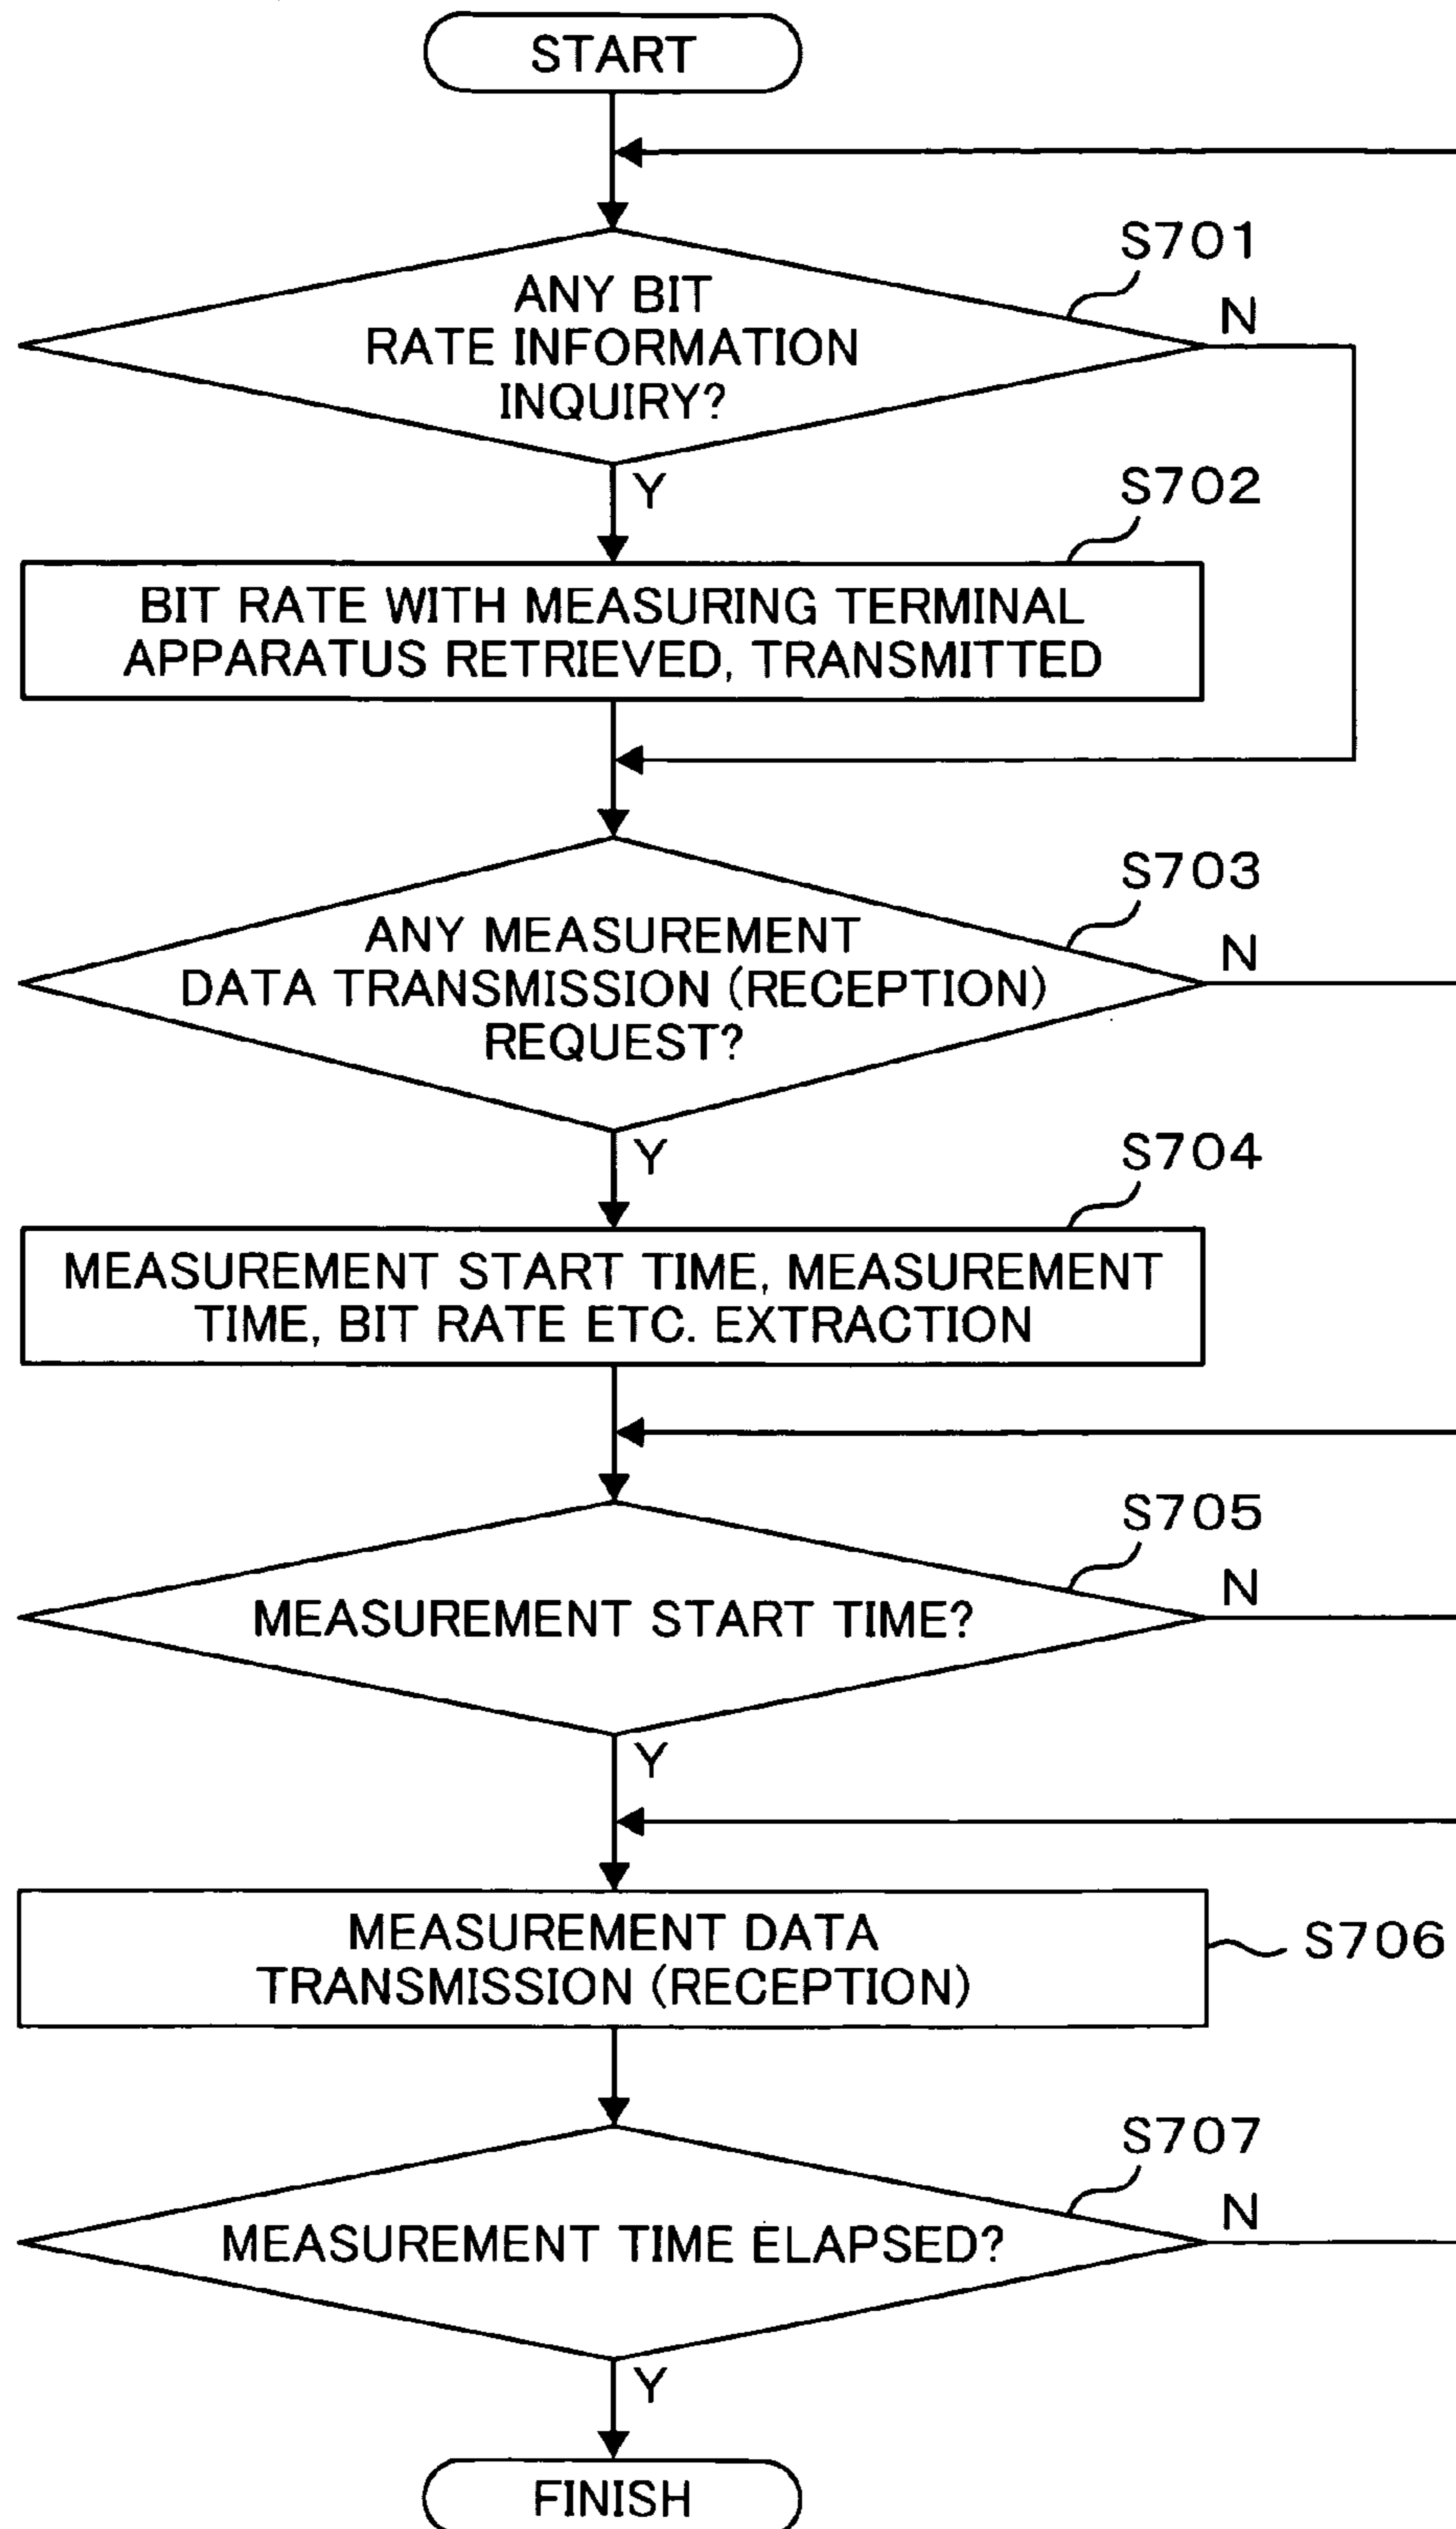 START
S701
ANY BIT
RATE INFORMATION
INQUIRY?
N
Y
S702
BIT RATE WITH MEASURING TERMINAL
APPARATUS RETRIEVED, TRANSMITTED
S703
ANY MEASUREMENT
DATA TRANSMISSION (RECEPTION)
REQUEST?
N
Y
S704
MEASUREMENT START TIME, MEASUREMENT
TIME, BIT RATE ETC. EXTRACTION
S705
MEASUREMENT START TIME?
N
Y
MEASUREMENT DATA
TRANSMISSION (RECEPTION)
S706
S707
MEASUREMENT TIME ELAPSED?
N
Y
FINISH